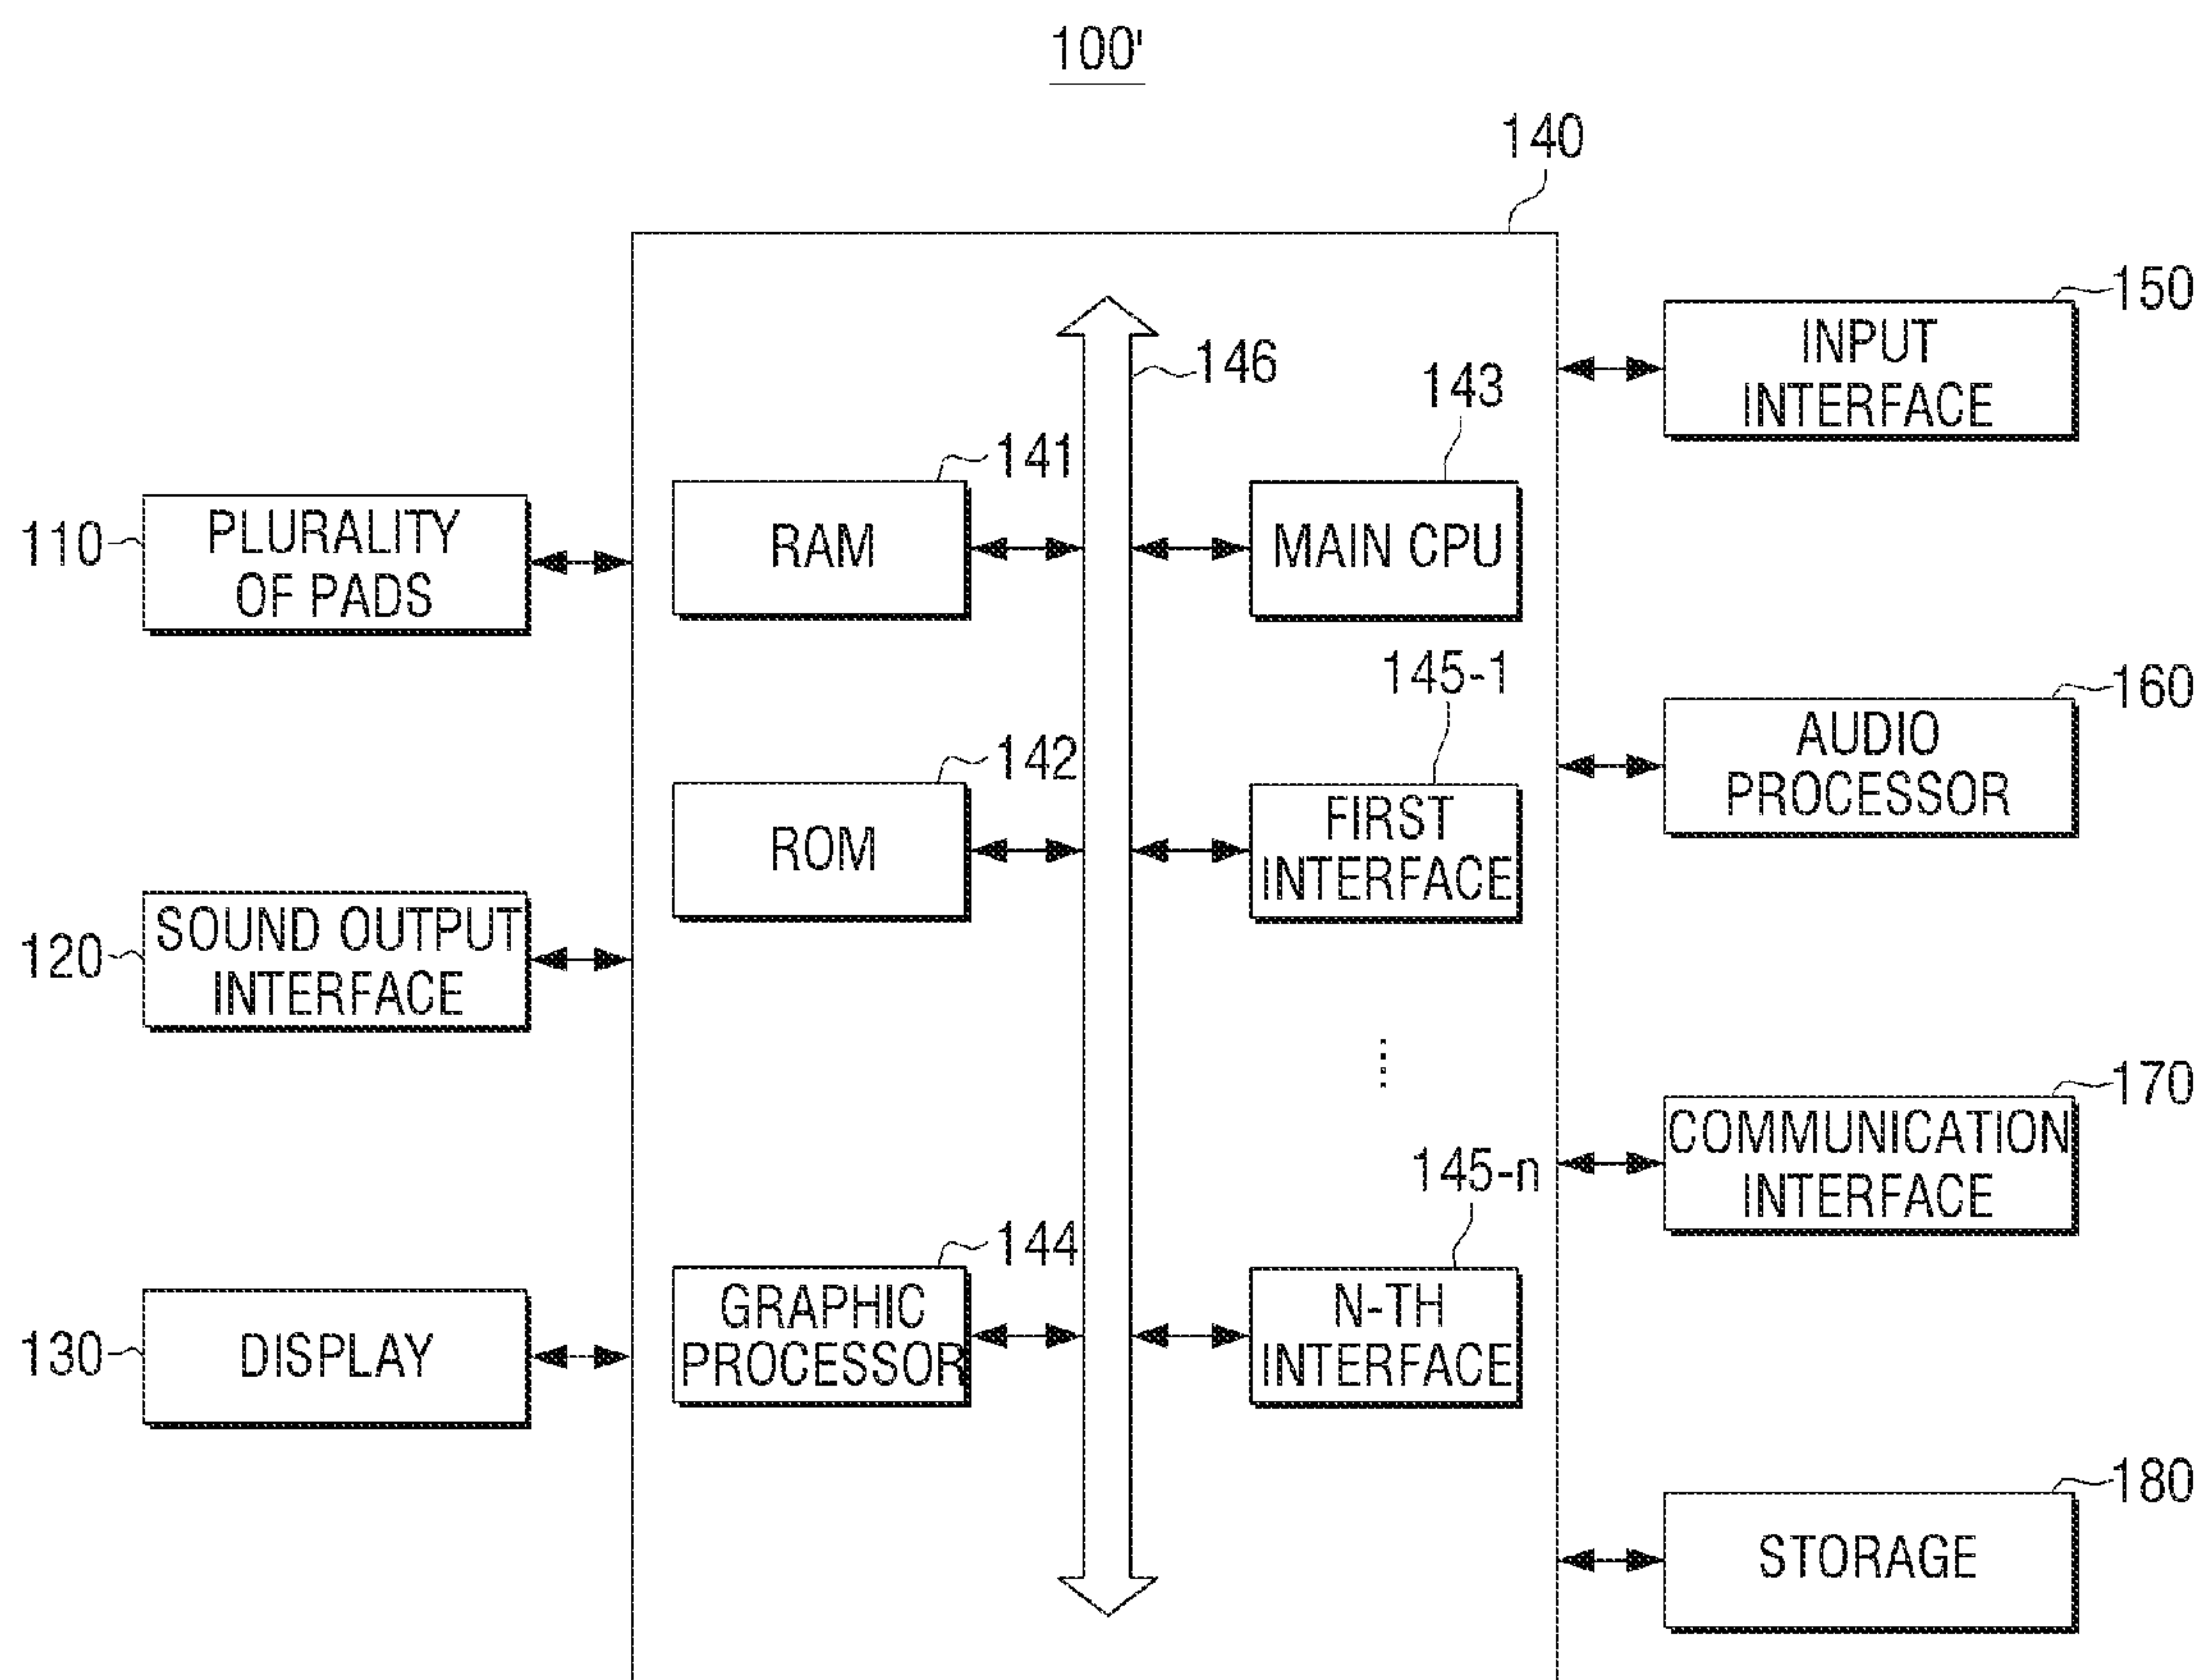 100'
140
150
INPUT
INTERFACE
146
143
141
110
PLURALITY
OF PADS
RAM
MAIN CPU
145-1
160
AUDIO
PROCESSOR
142
ROM
FIRST
INTERFACE
120
SOUND OUTPUT
INTERFACE
170
COMMUNICATION
INTERFACE
145-n
144
GRAPHIC
PROCESSOR
N-TH
INTERFACE
130
DISPLAY
180
STORAGE